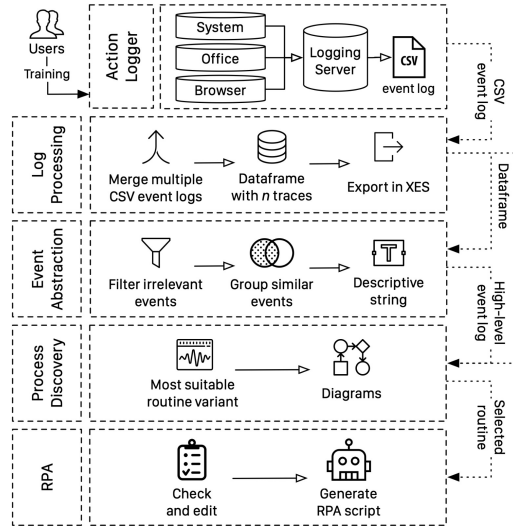 Users
Training
Action
Logger
System
Office
Browser
Logging
Server
CSV
event log
CSV
event log
Log
Processing
Merge multiple
CSV event logs
Dataframe
with n traces
Export in XES
Dataframe
Event
Abstraction
Filter irrelevant
events
Group similar
events
T
Descriptive
string
High-level
event log
Process
Discovery
Most suitable
routine variant
Diagrams
Selected
routine
RPA
Check
and edit
Generate
RPA script